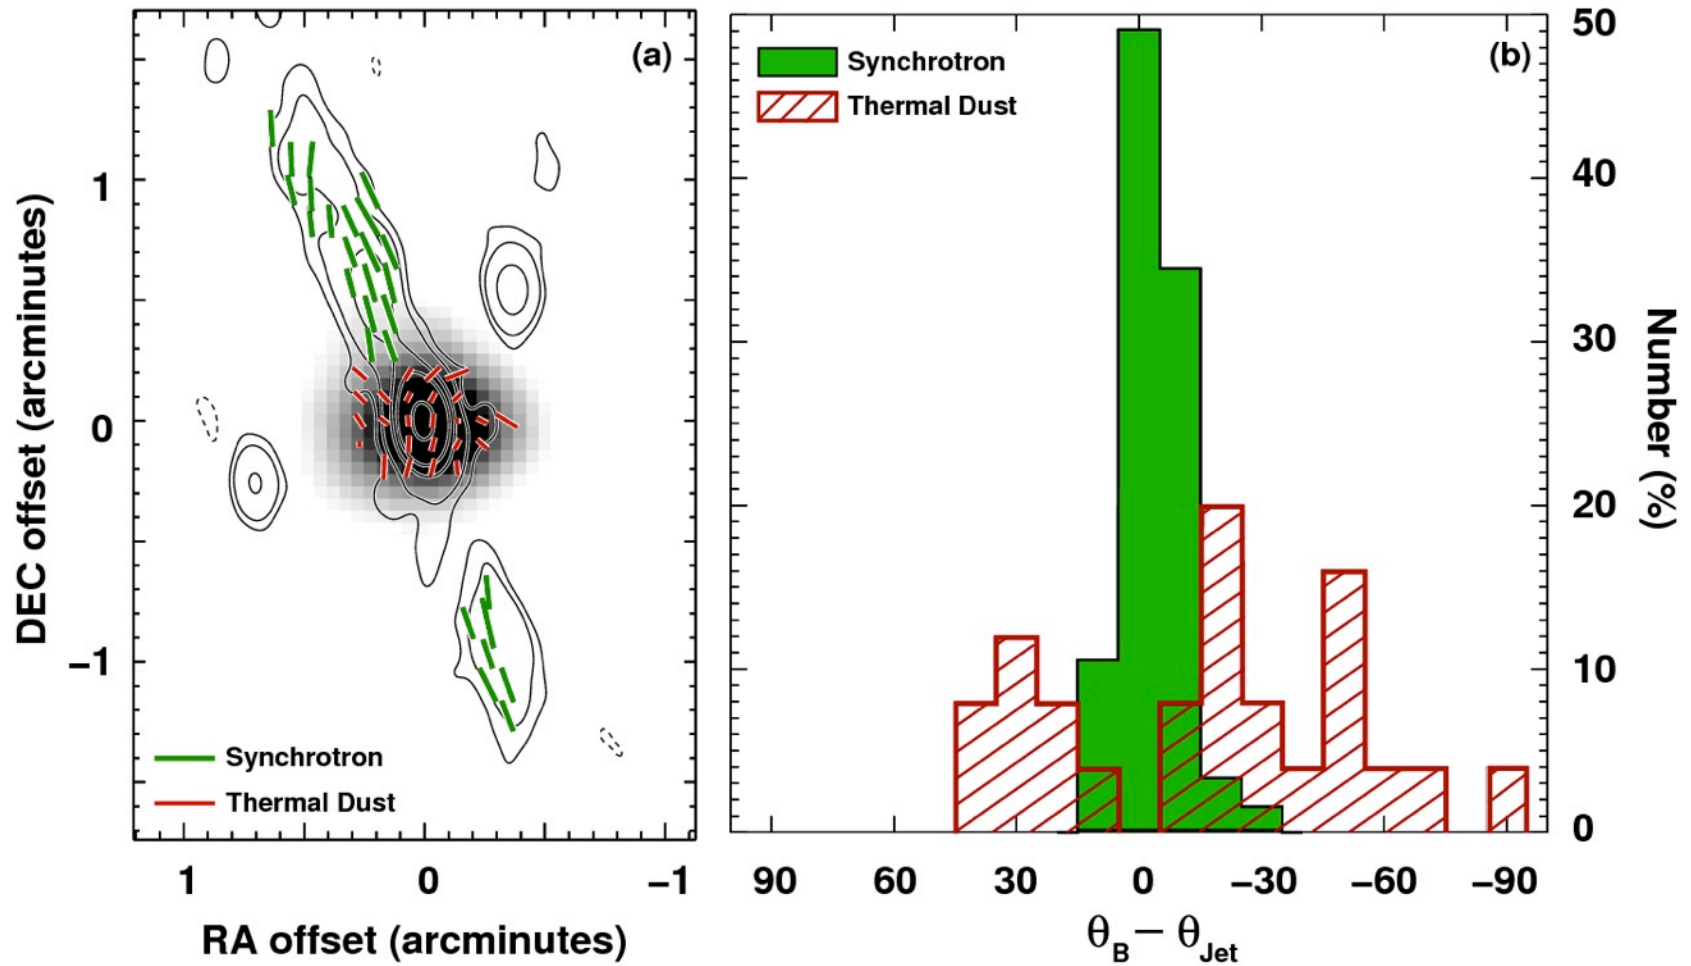 (a)
DEC offset (arcminutes)
1
0
−1
Synchrotron
Thermal Dust
1 0 −1
RA offset (arcminutes)
(b)
Synchrotron
Thermal Dust
50
40
30
20
10
0
Number (%)
90 60 30 0 −30 −60 −90
θB − θJet